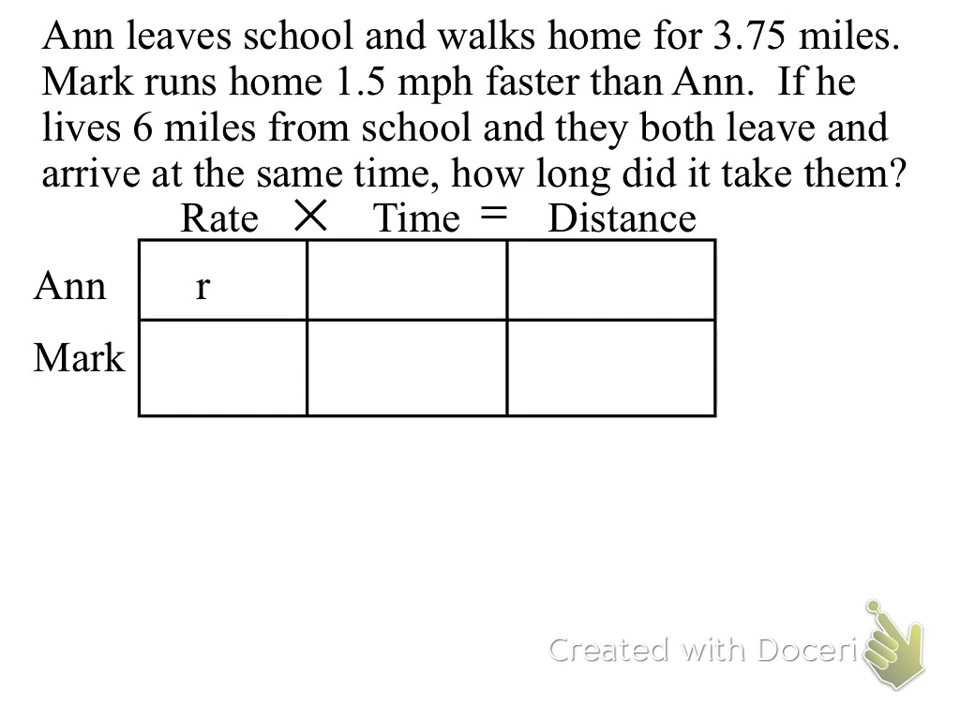 Ann leaves school and walks home for 3.75 miles.
Mark runs home 1.5 mph faster than Ann.  If he
lives 6 miles from school and they both leave and
arrive at the same time, how long did it take them?
Rate × Time = Distance
Ann r
Mark
Created with Doceri